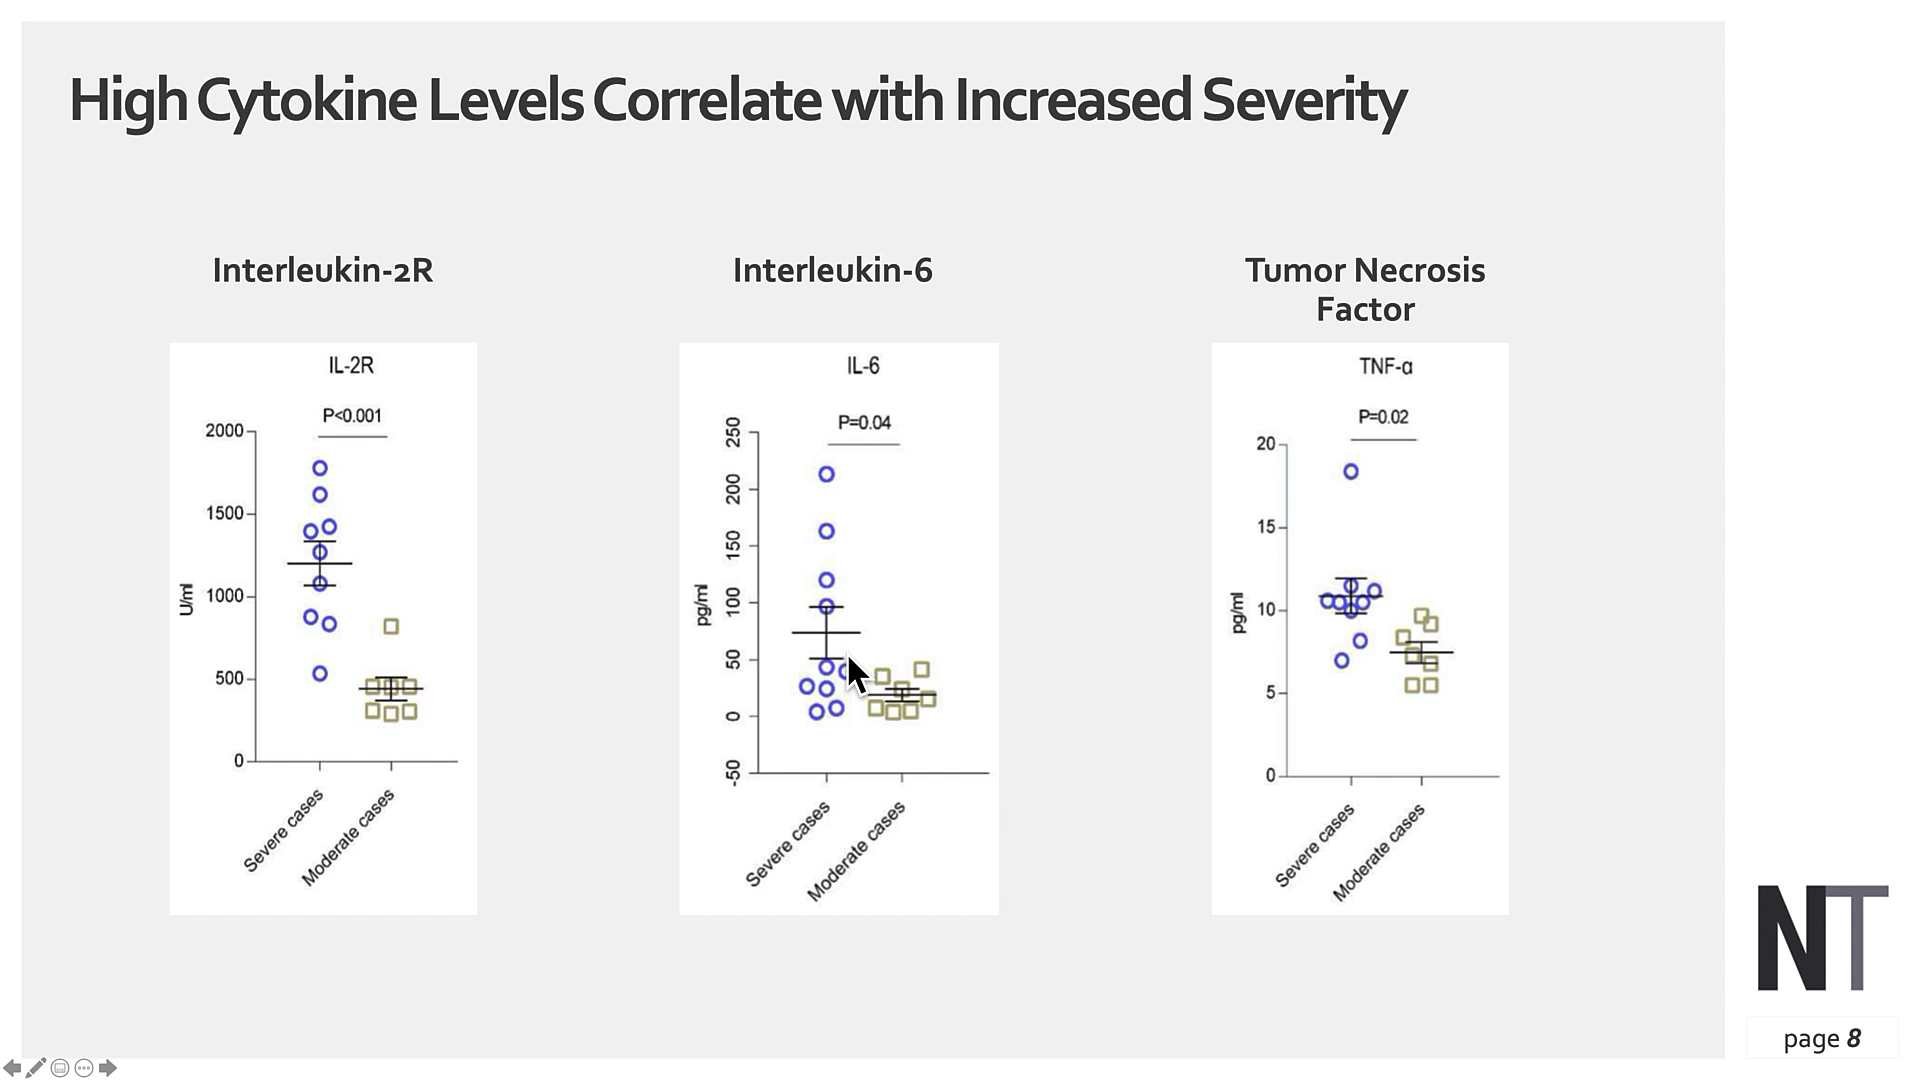 High Cytokine Levels Correlate with Increased Severity
Interleukin-2R
IL-2R
P<0.001
2000
1500
1000
500
0
U/ml
Severe cases
Moderate cases
Interleukin-6
IL-6
P=0.04
250
200
150
100
50
0
-50
pg/ml
Severe cases
Moderate cases
Tumor Necrosis
Factor
TNF-α
P=0.02
20
15
10
5
0
pg/ml
Severe cases
Moderate cases
NT
page 8